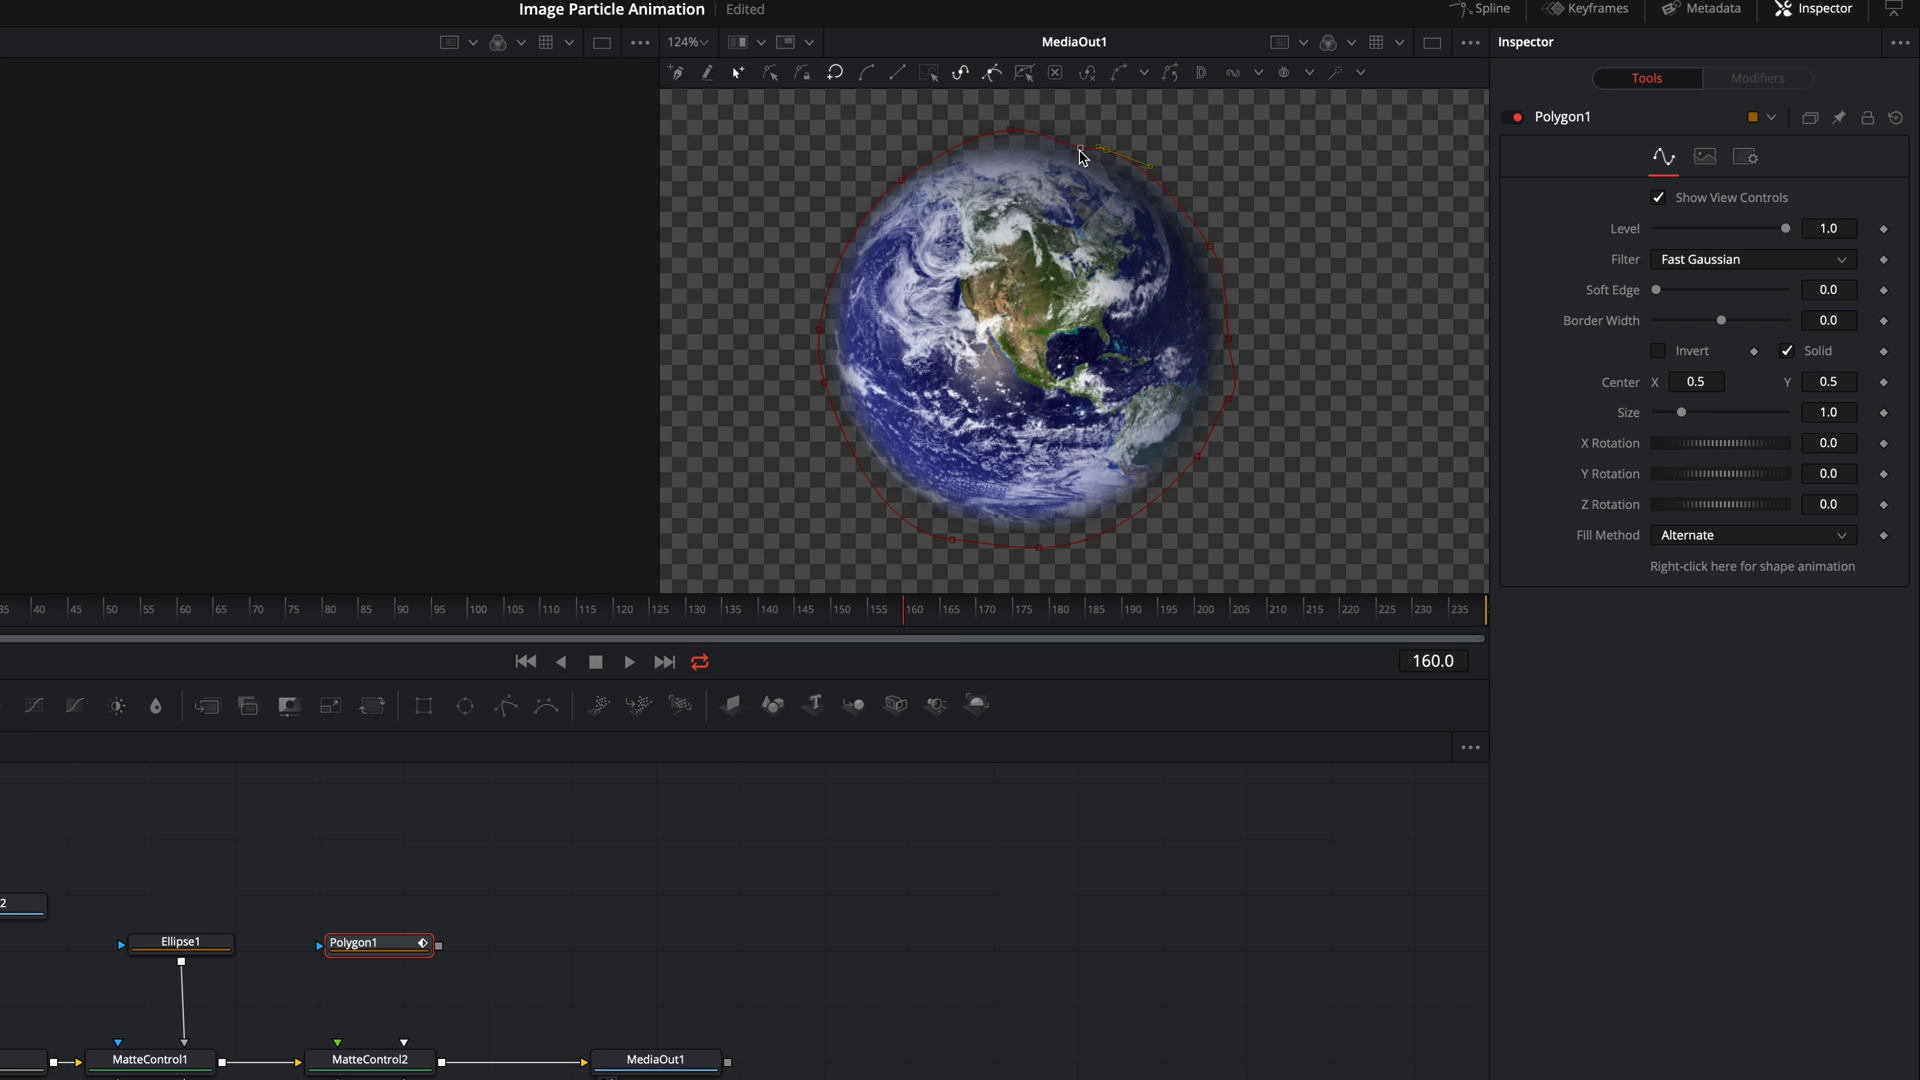 Image Particle Animation Edited
Spline Keyframes Metadata Inspector
124% MediaOut1 Inspector
Tools Modifiers
Polygon1
Show View Controls
Level 1.0
Filter Fast Gaussian
Soft Edge 0.0
Border Width 0.0
Invert Solid
Center X 0.5 Y 0.5
Size 1.0
X Rotation 0.0
Y Rotation 0.0
Z Rotation 0.0
Fill Method Alternate
Right-click here for shape animation
35 40 45 50 55 60 65 70 75 80 85 90 95 100 105 110 115 120 125 130 135 140 145 150 155 160 165 170 175 180 185 190 195 200 205 210 215 220 225 230 235
160.0
T
2
Ellipse1 Polygon1
MatteControl1 MatteControl2 MediaOut1